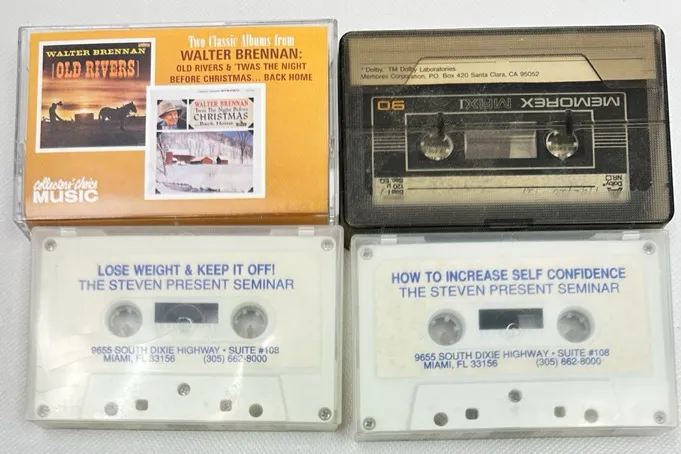 WALTER BRENNAN
OLD RIVERS
Two Classic Albums from
WALTER BRENNAN:
OLD RIVERS & 'TWAS THE NIGHT
BEFORE CHRISTMAS... BACK HOME
WALTER BRENNAN
Twas The Night Before
CHRISTMAS
Back Home
Collectors' Choice
MUSIC
"Dolby," TM Dolby Laboratories
Memorex Corporation, P.O. Box 420 Santa Clara, CA 95052
90 MRXI MEMOREX
Dolby
NR
120 μ
LOSE WEIGHT & KEEP IT OFF!
THE STEVEN PRESENT SEMINAR
9655 SOUTH DIXIE HIGHWAY • SUITE #108
MIAMI, FL 33156 (305) 662-8000
HOW TO INCREASE SELF CONFIDENCE
THE STEVEN PRESENT SEMINAR
9655 SOUTH DIXIE HIGHWAY • SUITE #108
MIAMI, FL 33156 (305) 662-8000